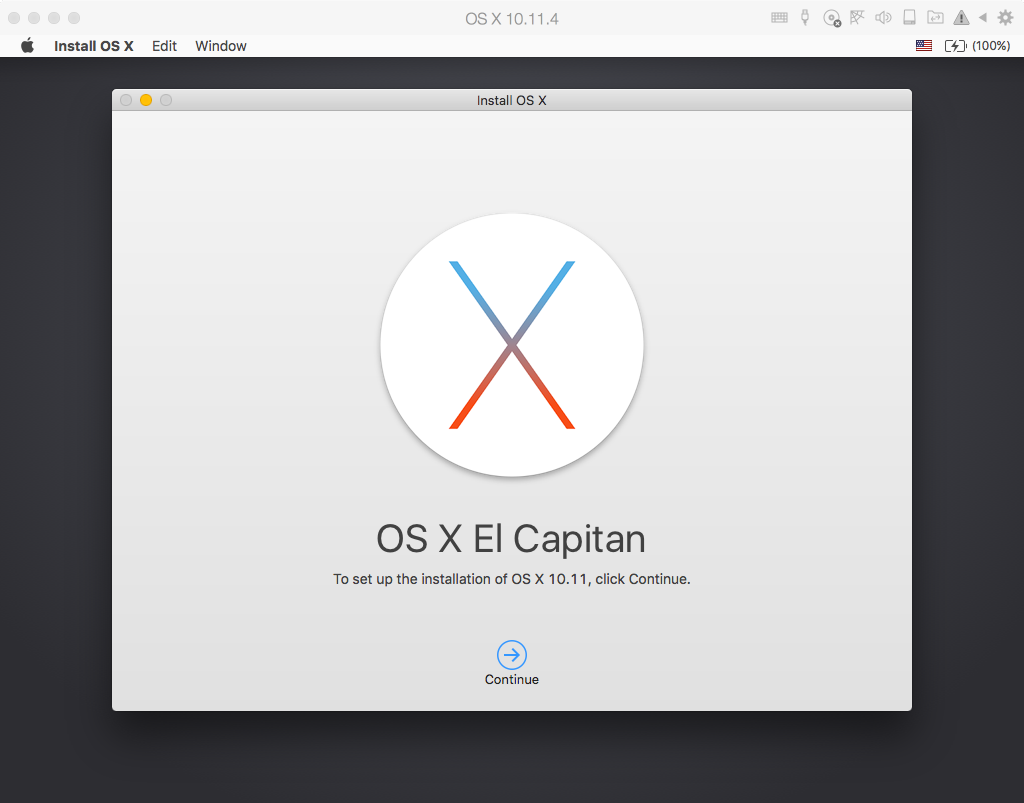 OS X 10.11.4
Install OS X Edit Window (100%)
Install OS X
OS X El Capitan
To set up the installation of OS X 10.11, click Continue.
Continue